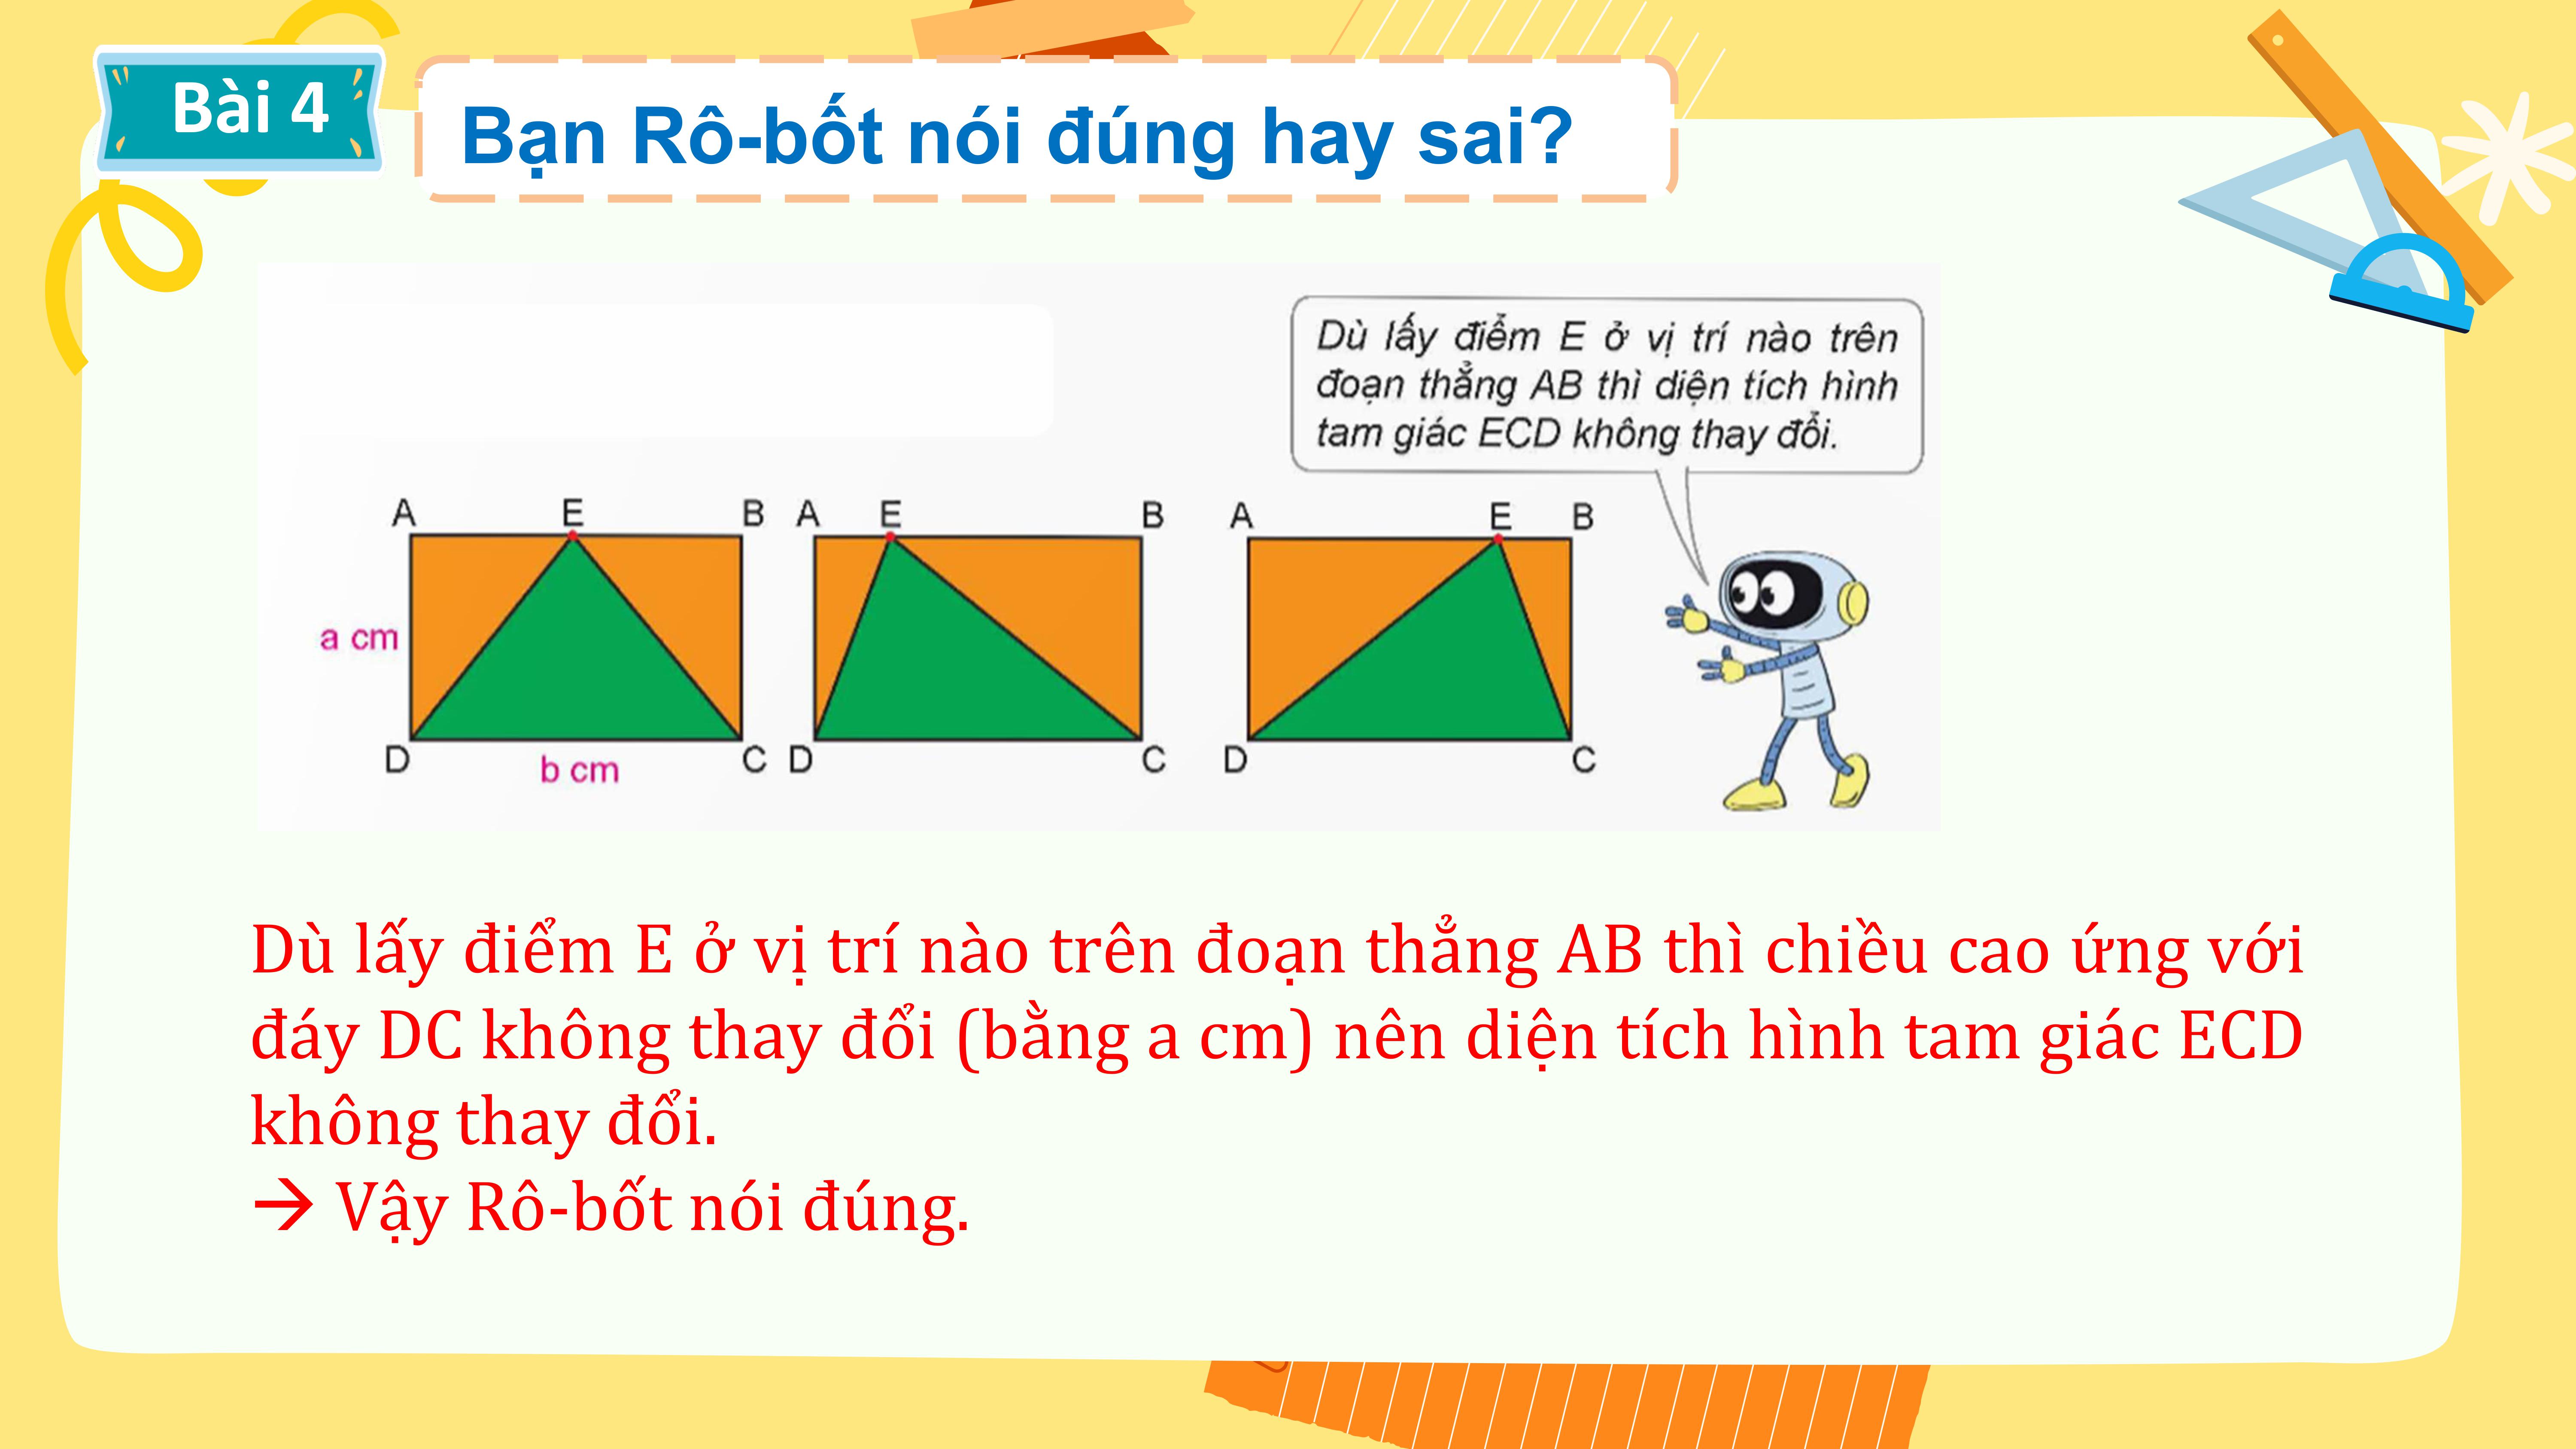 Bài 4
Bạn Rô-bốt nói đúng hay sai?
Dù lấy điểm E ở vị trí nào trên
đoạn thẳng AB thì diện tích hình
tam giác ECD không thay đổi.
A E B A E B A E B
a cm
D C D C D C
b cm
Dù lấy điểm E ở vị trí nào trên đoạn thẳng AB thì chiều cao ứng với
đáy DC không thay đổi (bằng a cm) nên diện tích hình tam giác ECD
không thay đổi.
→ Vậy Rô-bốt nói đúng.